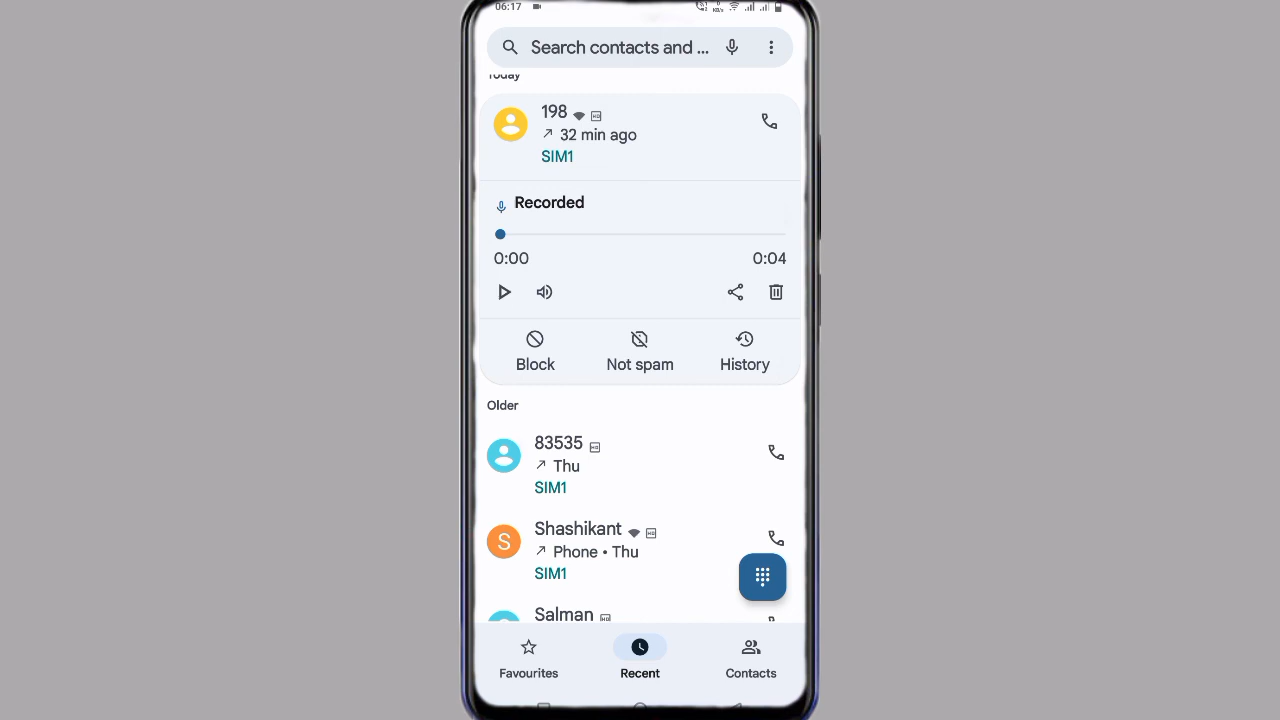 06:17
Search contacts and ...
Today
198
32 min ago
SIM1
Recorded
0:00
0:04
Block
Not spam
History
Older
83535
Thu
SIM1
Shashikant
Phone • Thu
SIM1
S
Salman
Favourites
Recent
Contacts